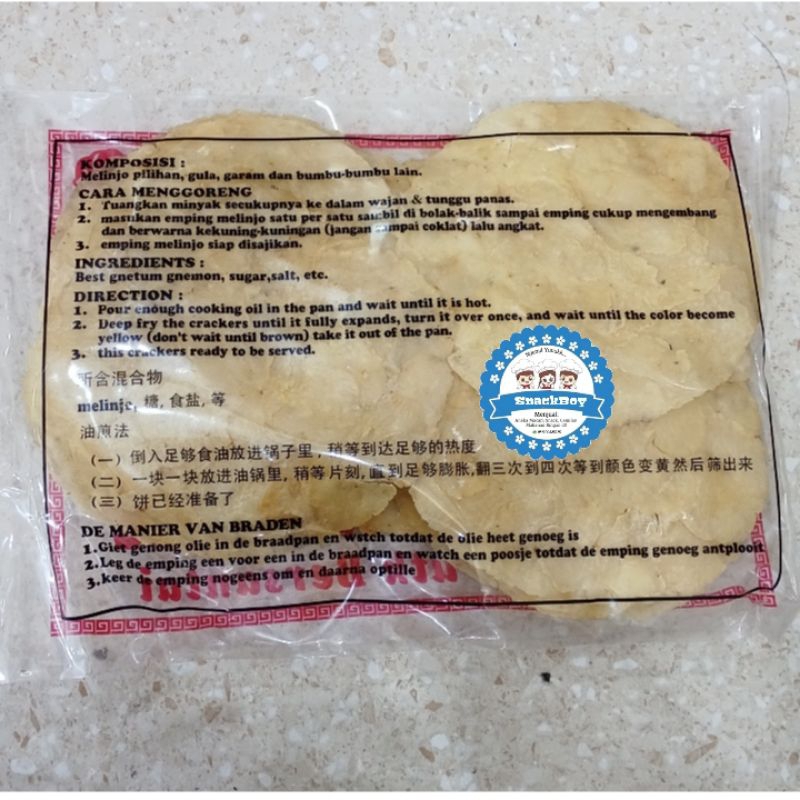 KOMPOSISI :
Melinjo pilihan, gula, garam dan bumbu-bumbu lain.
CARA MENGGORENG
1. Tuangkan minyak secukupnya ke dalam wajan & tunggu panas.
2. masukan emping melinjo satu per satu sambil di bolak-balik sampai emping cukup mengembang
dan berwarna kekuning-kuningan (jangan sampai coklat) lalu angkat.
3. emping melinjo siap disajikan.
INGREDIENTS :
Best gnetum gnemon, sugar,salt, etc.
DIRECTION :
1. Pour enough cooking oil in the pan and wait until it is hot.
2. Deep fry the crackers until it fully expands, turn it over once, and wait until the color become
yellow (don't wait until brown) take it out of the pan.
3. this crackers ready to be served.
所含混合物
melinjo, 糖, 食盐, 等
油煎法
(一) 倒入足够食油放进锅子里, 稍等到达足够的热度
(二) 一块一块放进油锅里, 稍等片刻, 直到足够膨胀,翻三次到四次等到颜色变黄然后筛出来
(三) 饼已经准备了
SnackBoy
Menjual:
DE MANIER VAN BRADEN
1.Giet genong olie in de braadpan en wstch totdat de olie heet genoeg is
2.Leg de emping een voor een in de braadpan en watch een poosje totdat de emping genoeg antplooit
3.keer de emping nogeens om en daarna optille